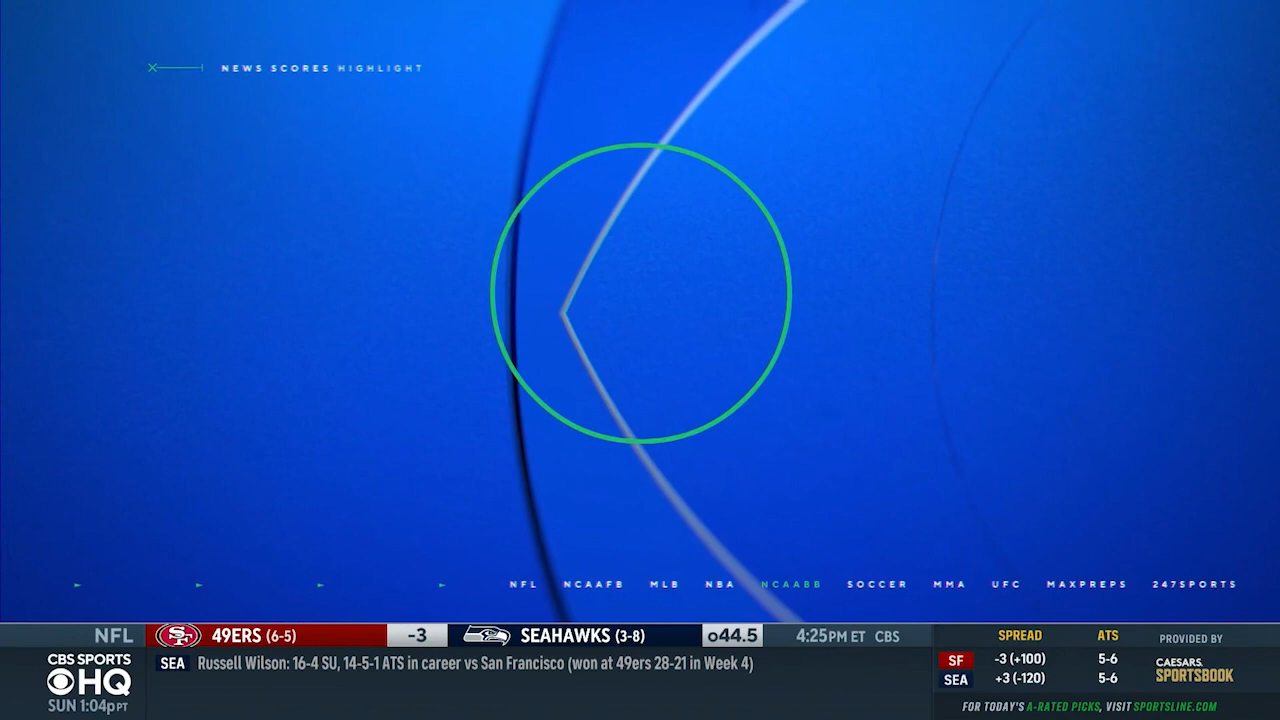 NEWS SCORES HIGHLIGHT
NFL NCAAFB MLB NBA NCAABB SOCCER MMA UFC MAXPREPS 247SPORTS
NFL SF 49ERS (6-5) -3 SEAHAWKS (3-8) o44.5 4:25PM ET CBS
SEA Russell Wilson: 16-4 SU, 14-5-1 ATS in career vs San Francisco (won at 49ers 28-21 in Week 4)
CBS SPORTS
HQ
SUN 1:04P PT
SPREAD ATS
SF -3 (+100) 5-6
SEA +3 (-120) 5-6
PROVIDED BY
CAESARS
SPORTSBOOK
FOR TODAY'S A-RATED PICKS, VISIT SPORTSLINE.COM